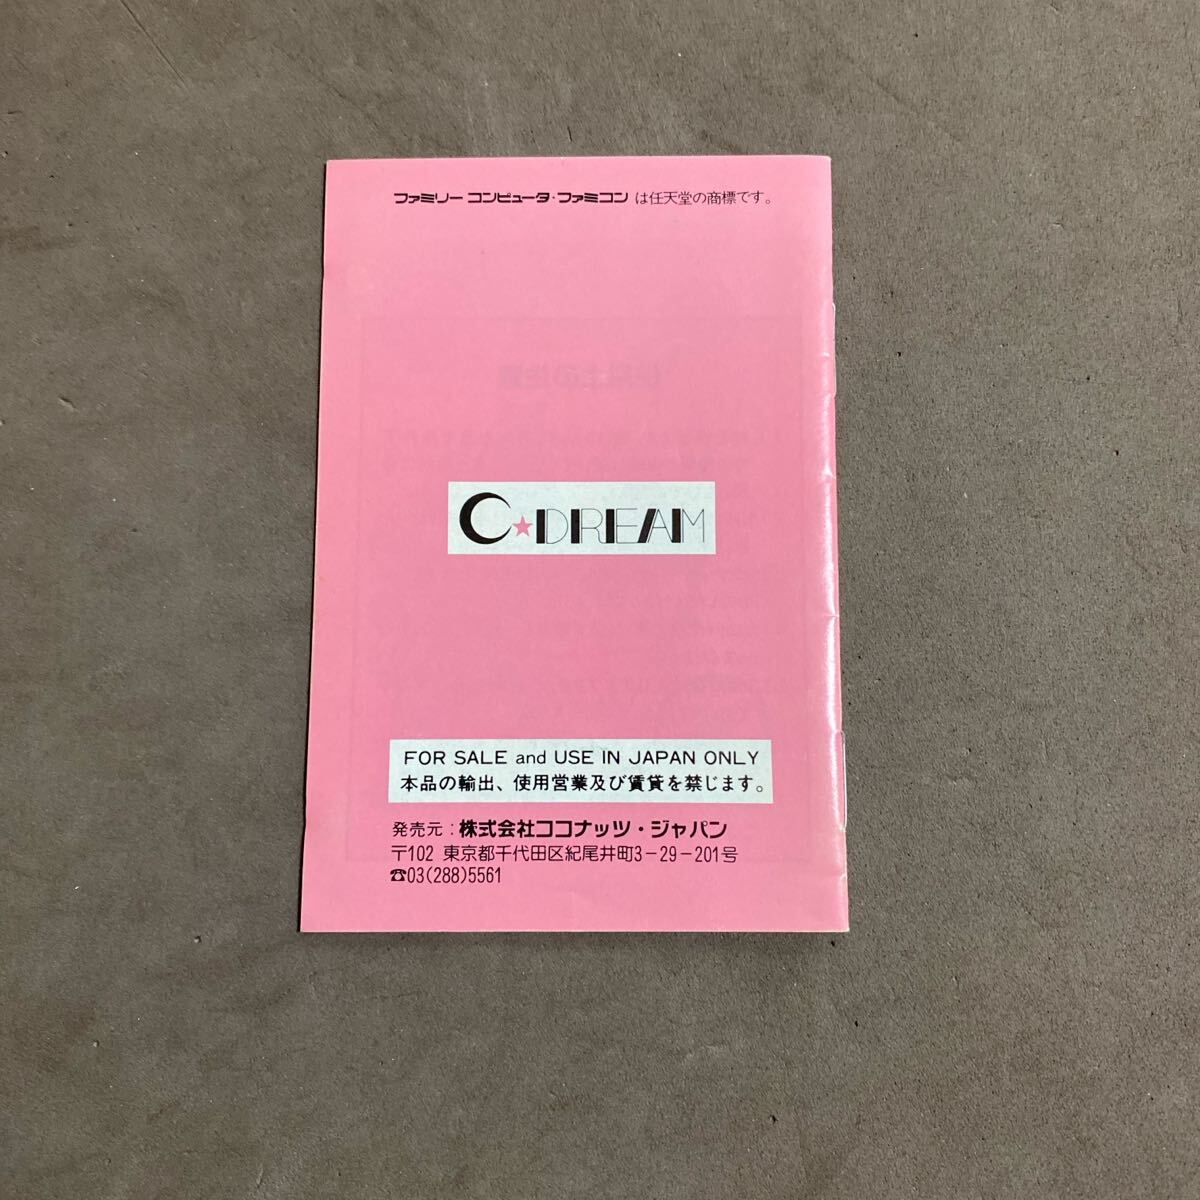 ファミリー コンピュータ・ファミコン は任天堂の商標です。
C★DREAM
FOR SALE and USE IN JAPAN ONLY
本品の輸出、使用営業及び賃貸を禁じます。
発売元：株式会社ココナッツ・ジャパン
〒102 東京都千代田区紀尾井町3-29-201号
☎03(288)5561